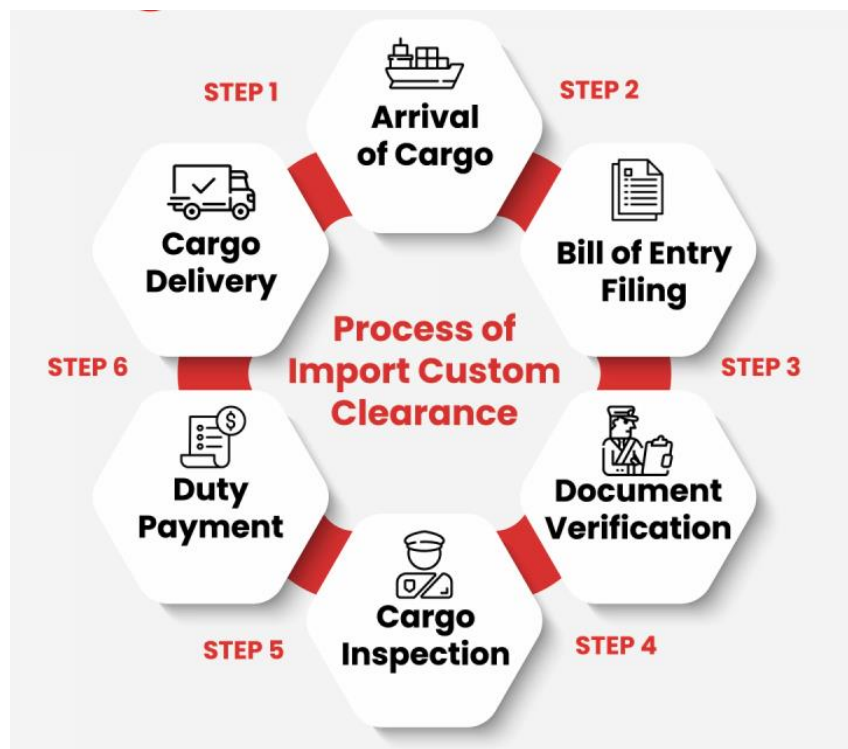 STEP 1
Arrival
of Cargo
STEP 2
Bill of Entry
Filing
STEP 3
Document
Verification
STEP 4
Cargo
Inspection
STEP 5
Duty
Payment
STEP 6
Cargo
Delivery
Process of
Import Custom
Clearance